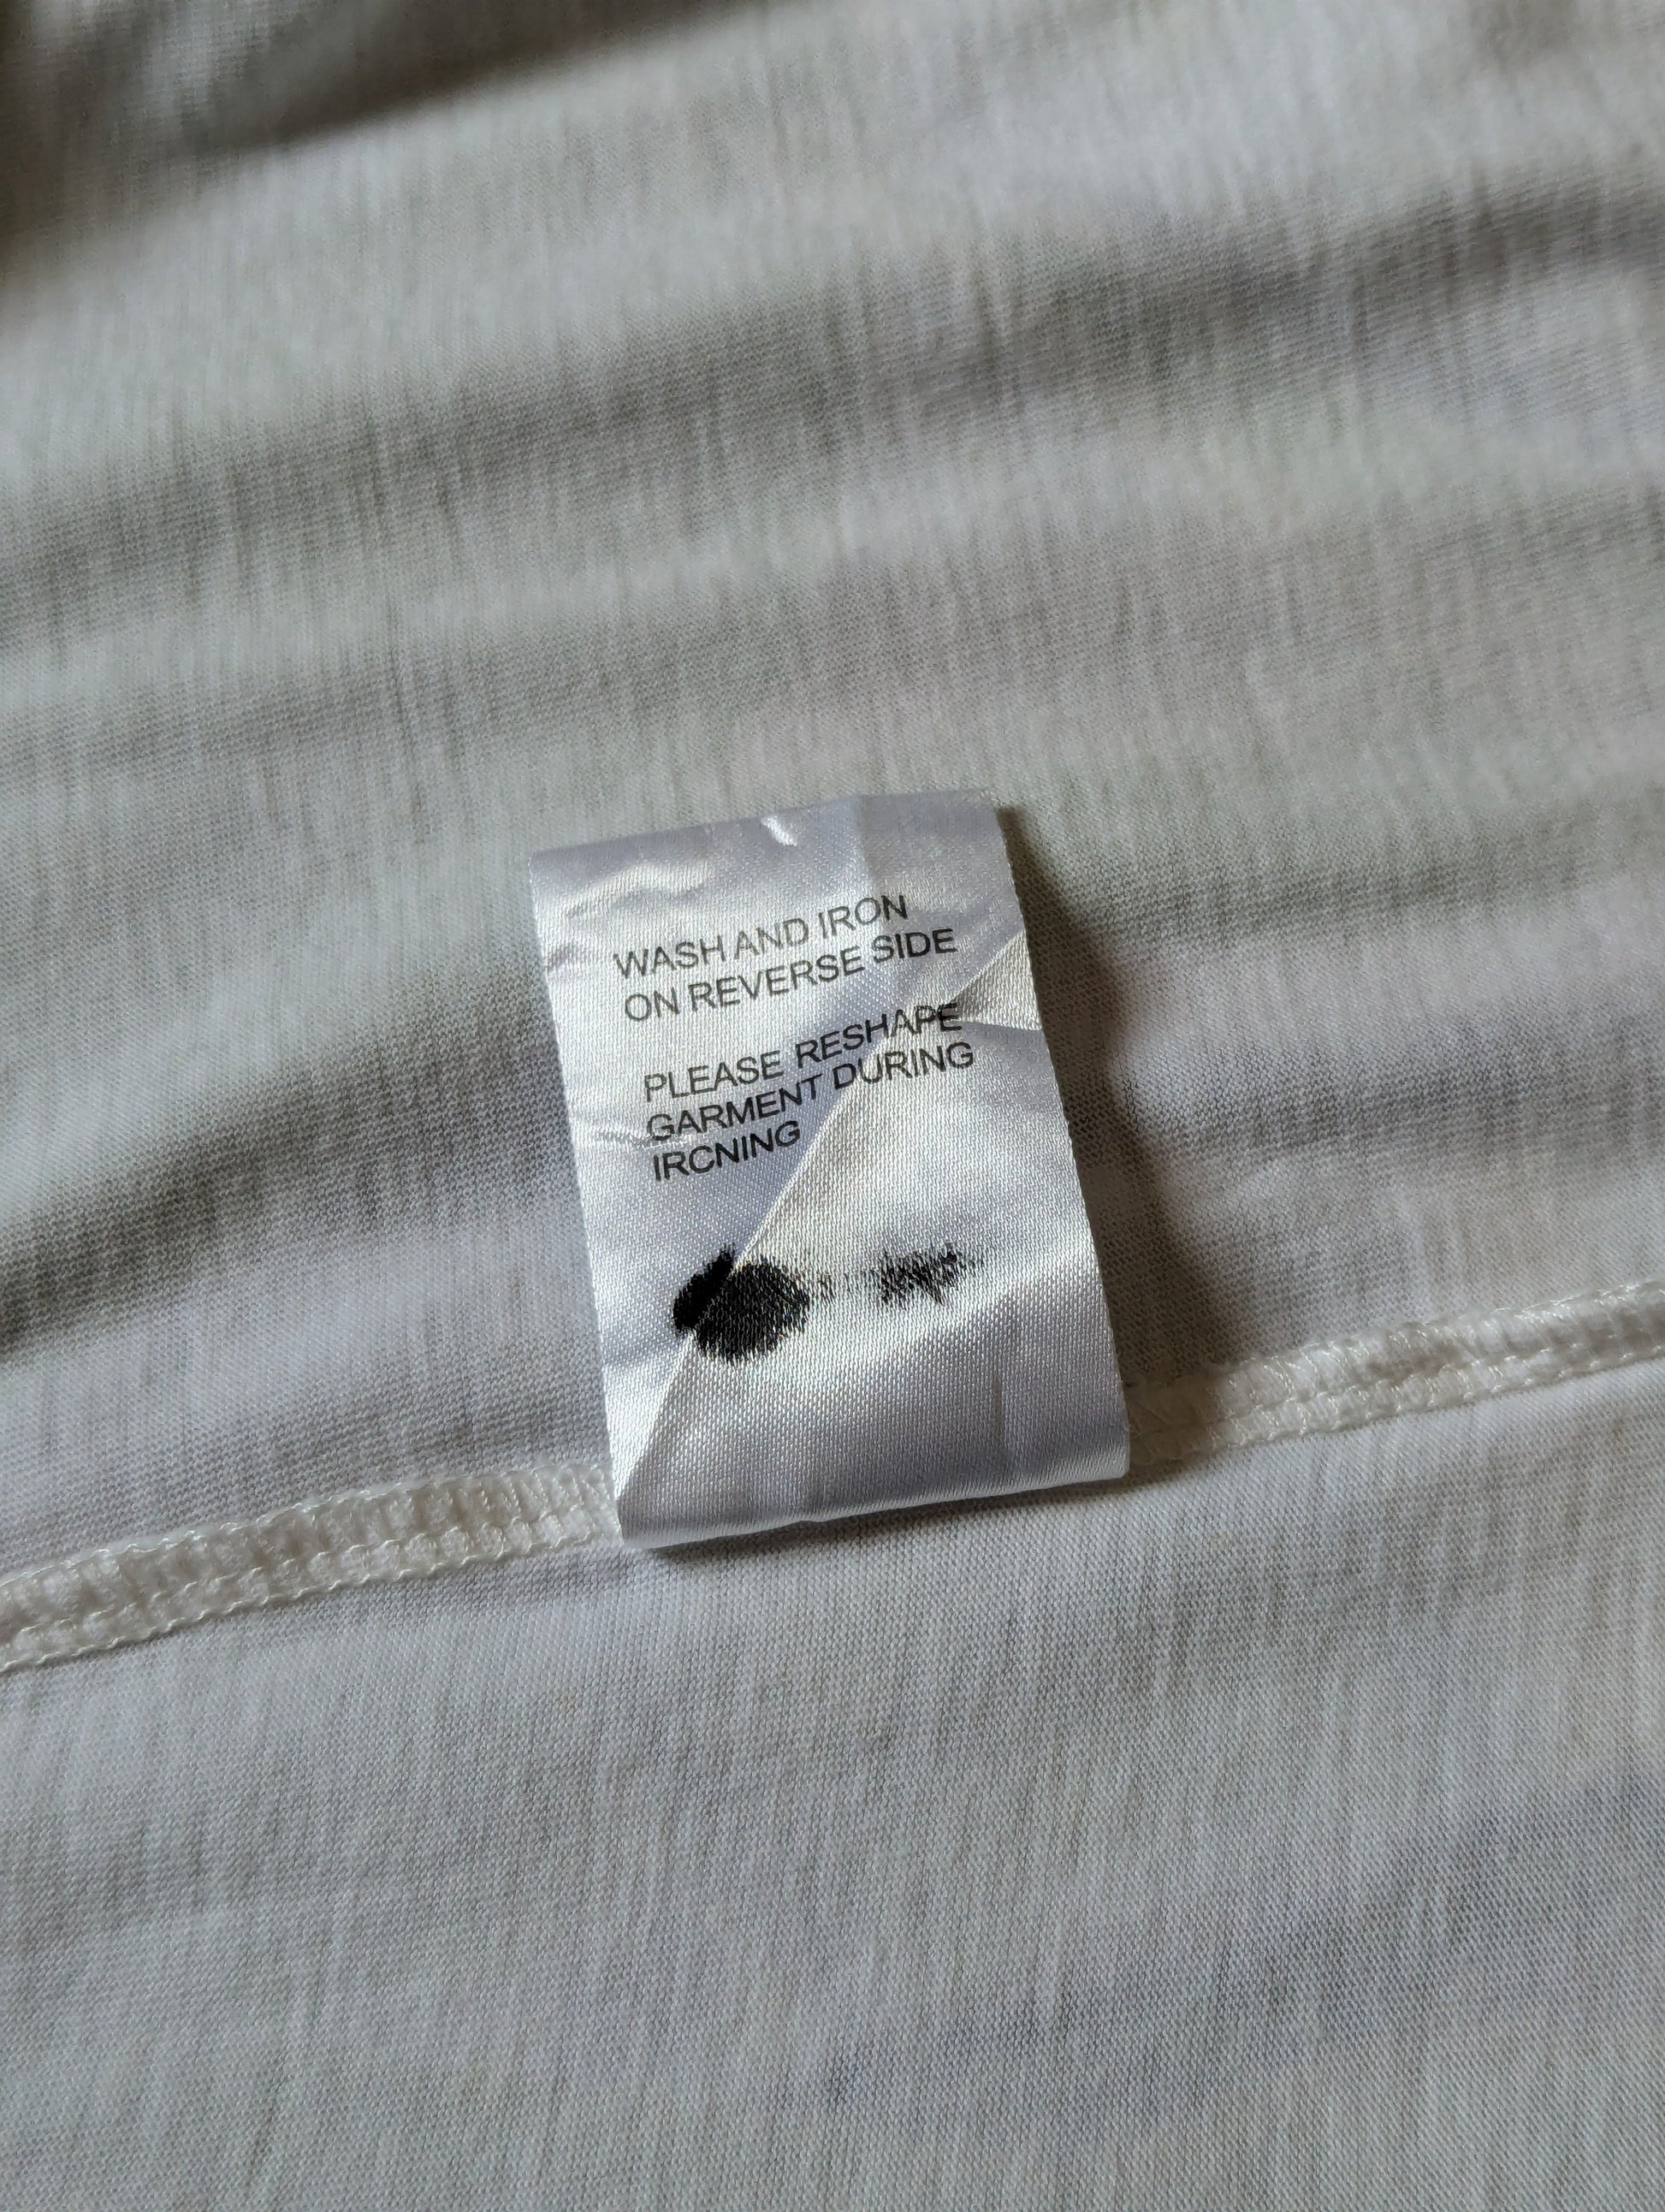 WASH AND IRON
ON REVERSE SIDE
PLEASE RESHAPE
GARMENT DURING
IRCNING